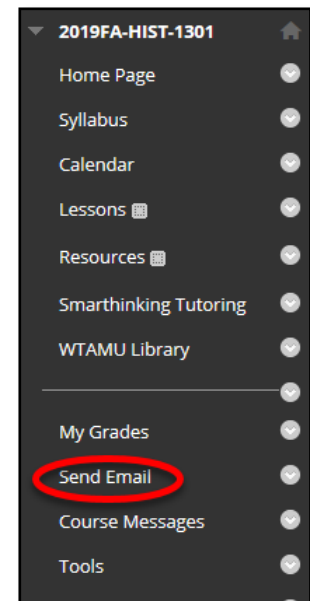 2019FA-HIST-1301
Home Page
Syllabus
Calendar
Lessons
Resources
Smarthinking Tutoring
WTAMU Library
My Grades
Send Email
Course Messages
Tools